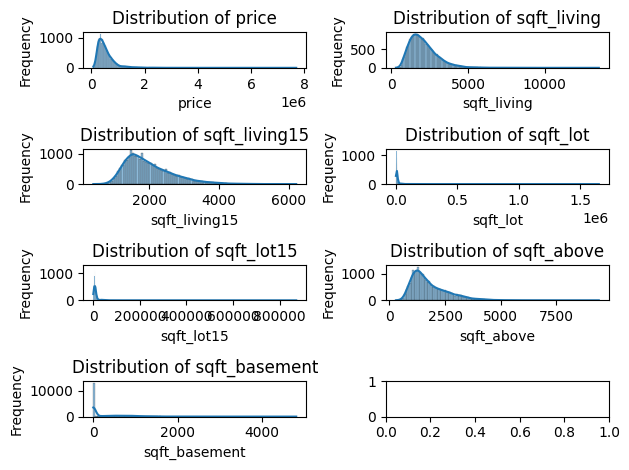 Distribution of price
Frequency
1000
0
0 2 4 6 8
1e6
price
Distribution of sqft_living
Frequency
500
0
0 5000 10000
sqft_living
Distribution of sqft_living15
Frequency
1000
0
2000 4000 6000
sqft_living15
Distribution of sqft_lot
Frequency
1000
0
0.0 0.5 1.0 1.5
1e6
sqft_lot
Distribution of sqft_lot15
Frequency
1000
0
0 200000 400000 600000 800000
sqft_lot15
Distribution of sqft_above
Frequency
1000
0
0 2500 5000 7500
sqft_above
Distribution of sqft_basement
Frequency
10000
0
0 2000 4000
sqft_basement
1
0
0.0 0.2 0.4 0.6 0.8 1.0